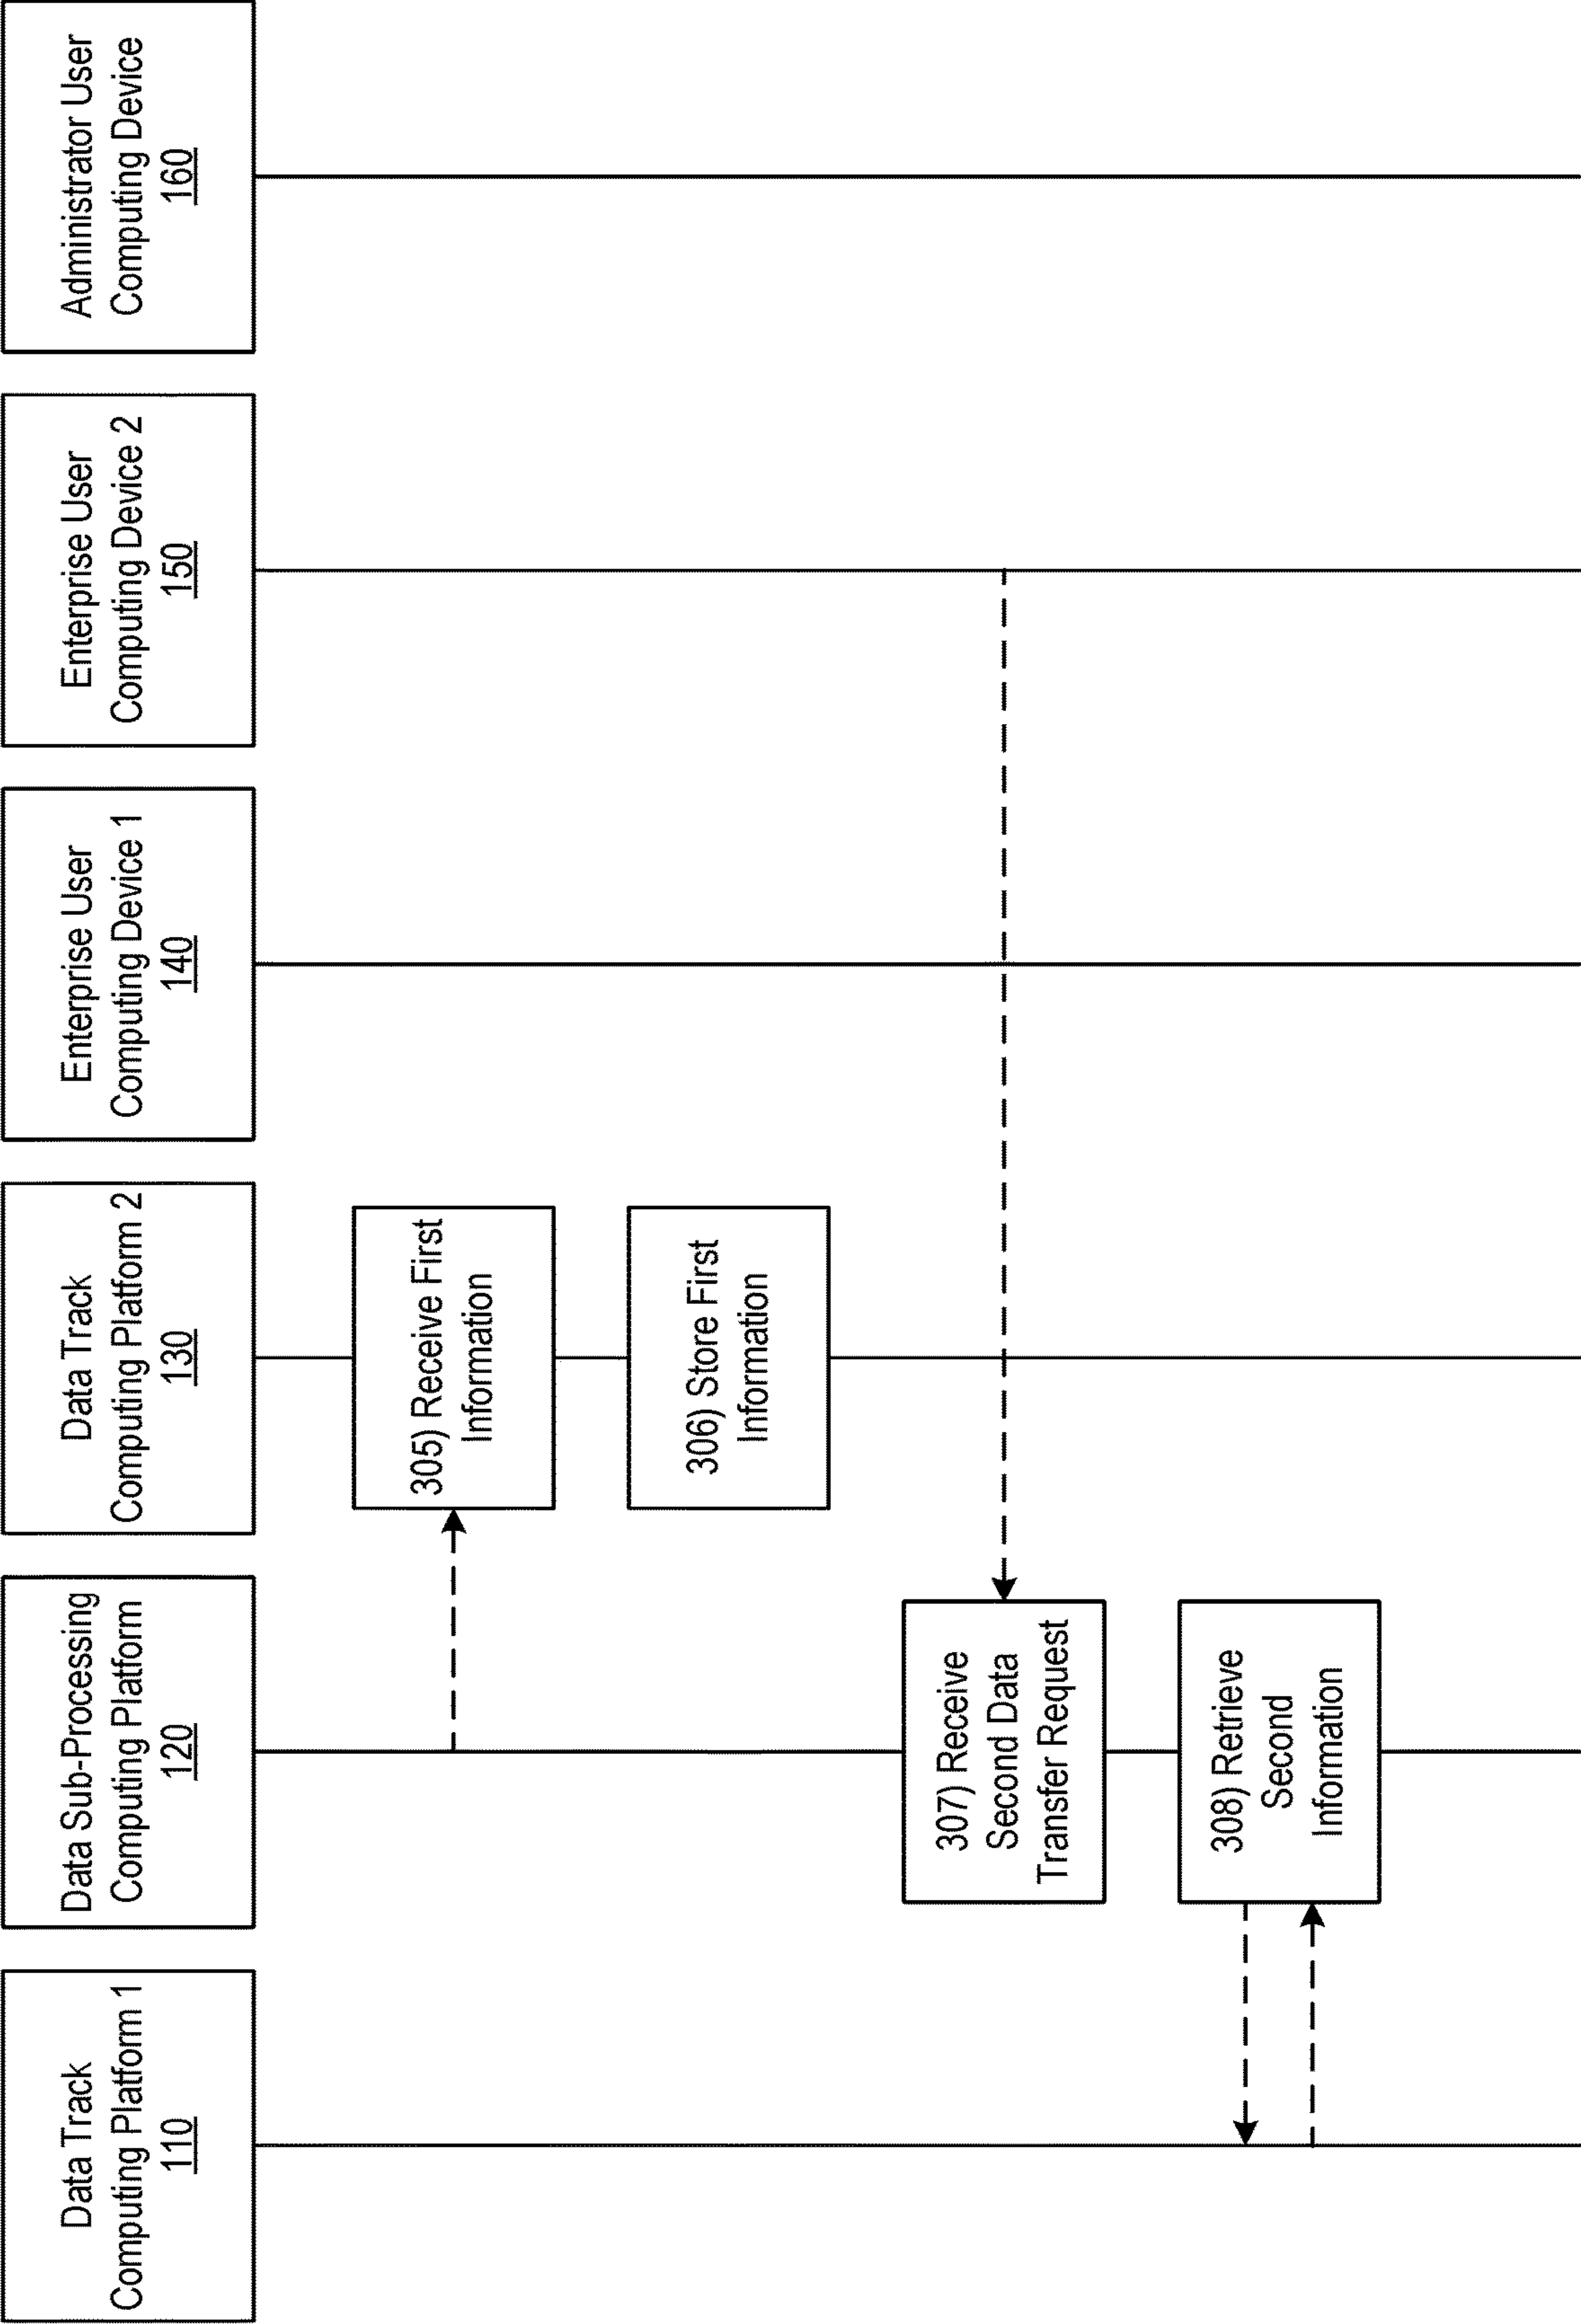 Data Track
Computing Platform 1
110
Data Sub-Processing
Computing Platform
120
Data Track
Computing Platform 2
130
Enterprise User
Computing Device 1
140
Enterprise User
Computing Device 2
150
Administrator User
Computing Device
160
305) Receive First
Information
306) Store First
Information
307) Receive
Second Data
Transfer Request
308) Retrieve
Second
Information